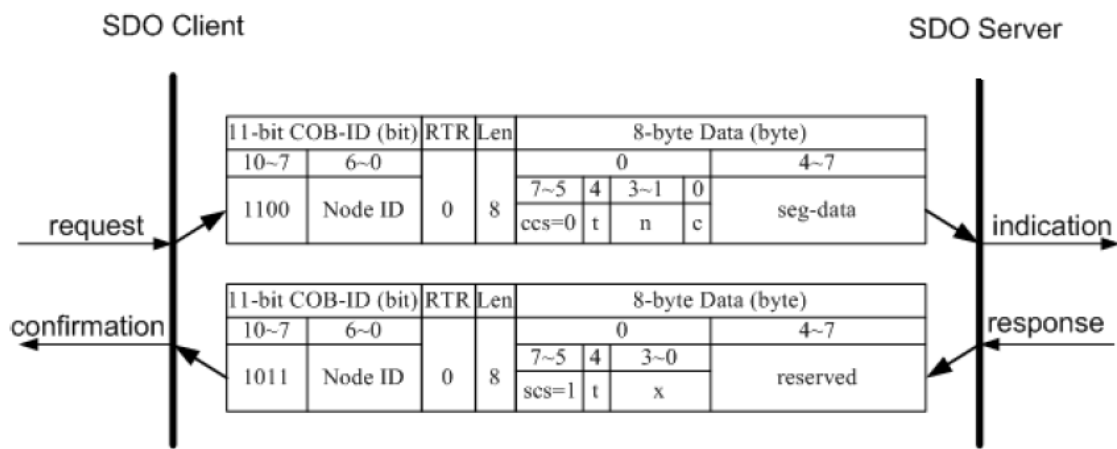 SDO Client SDO Server
11-bit COB-ID (bit) RTR Len 8-byte Data (byte)
10~7 6~0 0 4~7
7~5 4 3~1 0
1100 Node ID 0 8 seg-data
ccs=0 t n c
request indication
11-bit COB-ID (bit) RTR Len 8-byte Data (byte)
confirmation response
10~7 6~0 0 4~7
7~5 4 3~0
1011 Node ID 0 8 reserved
scs=1 t x